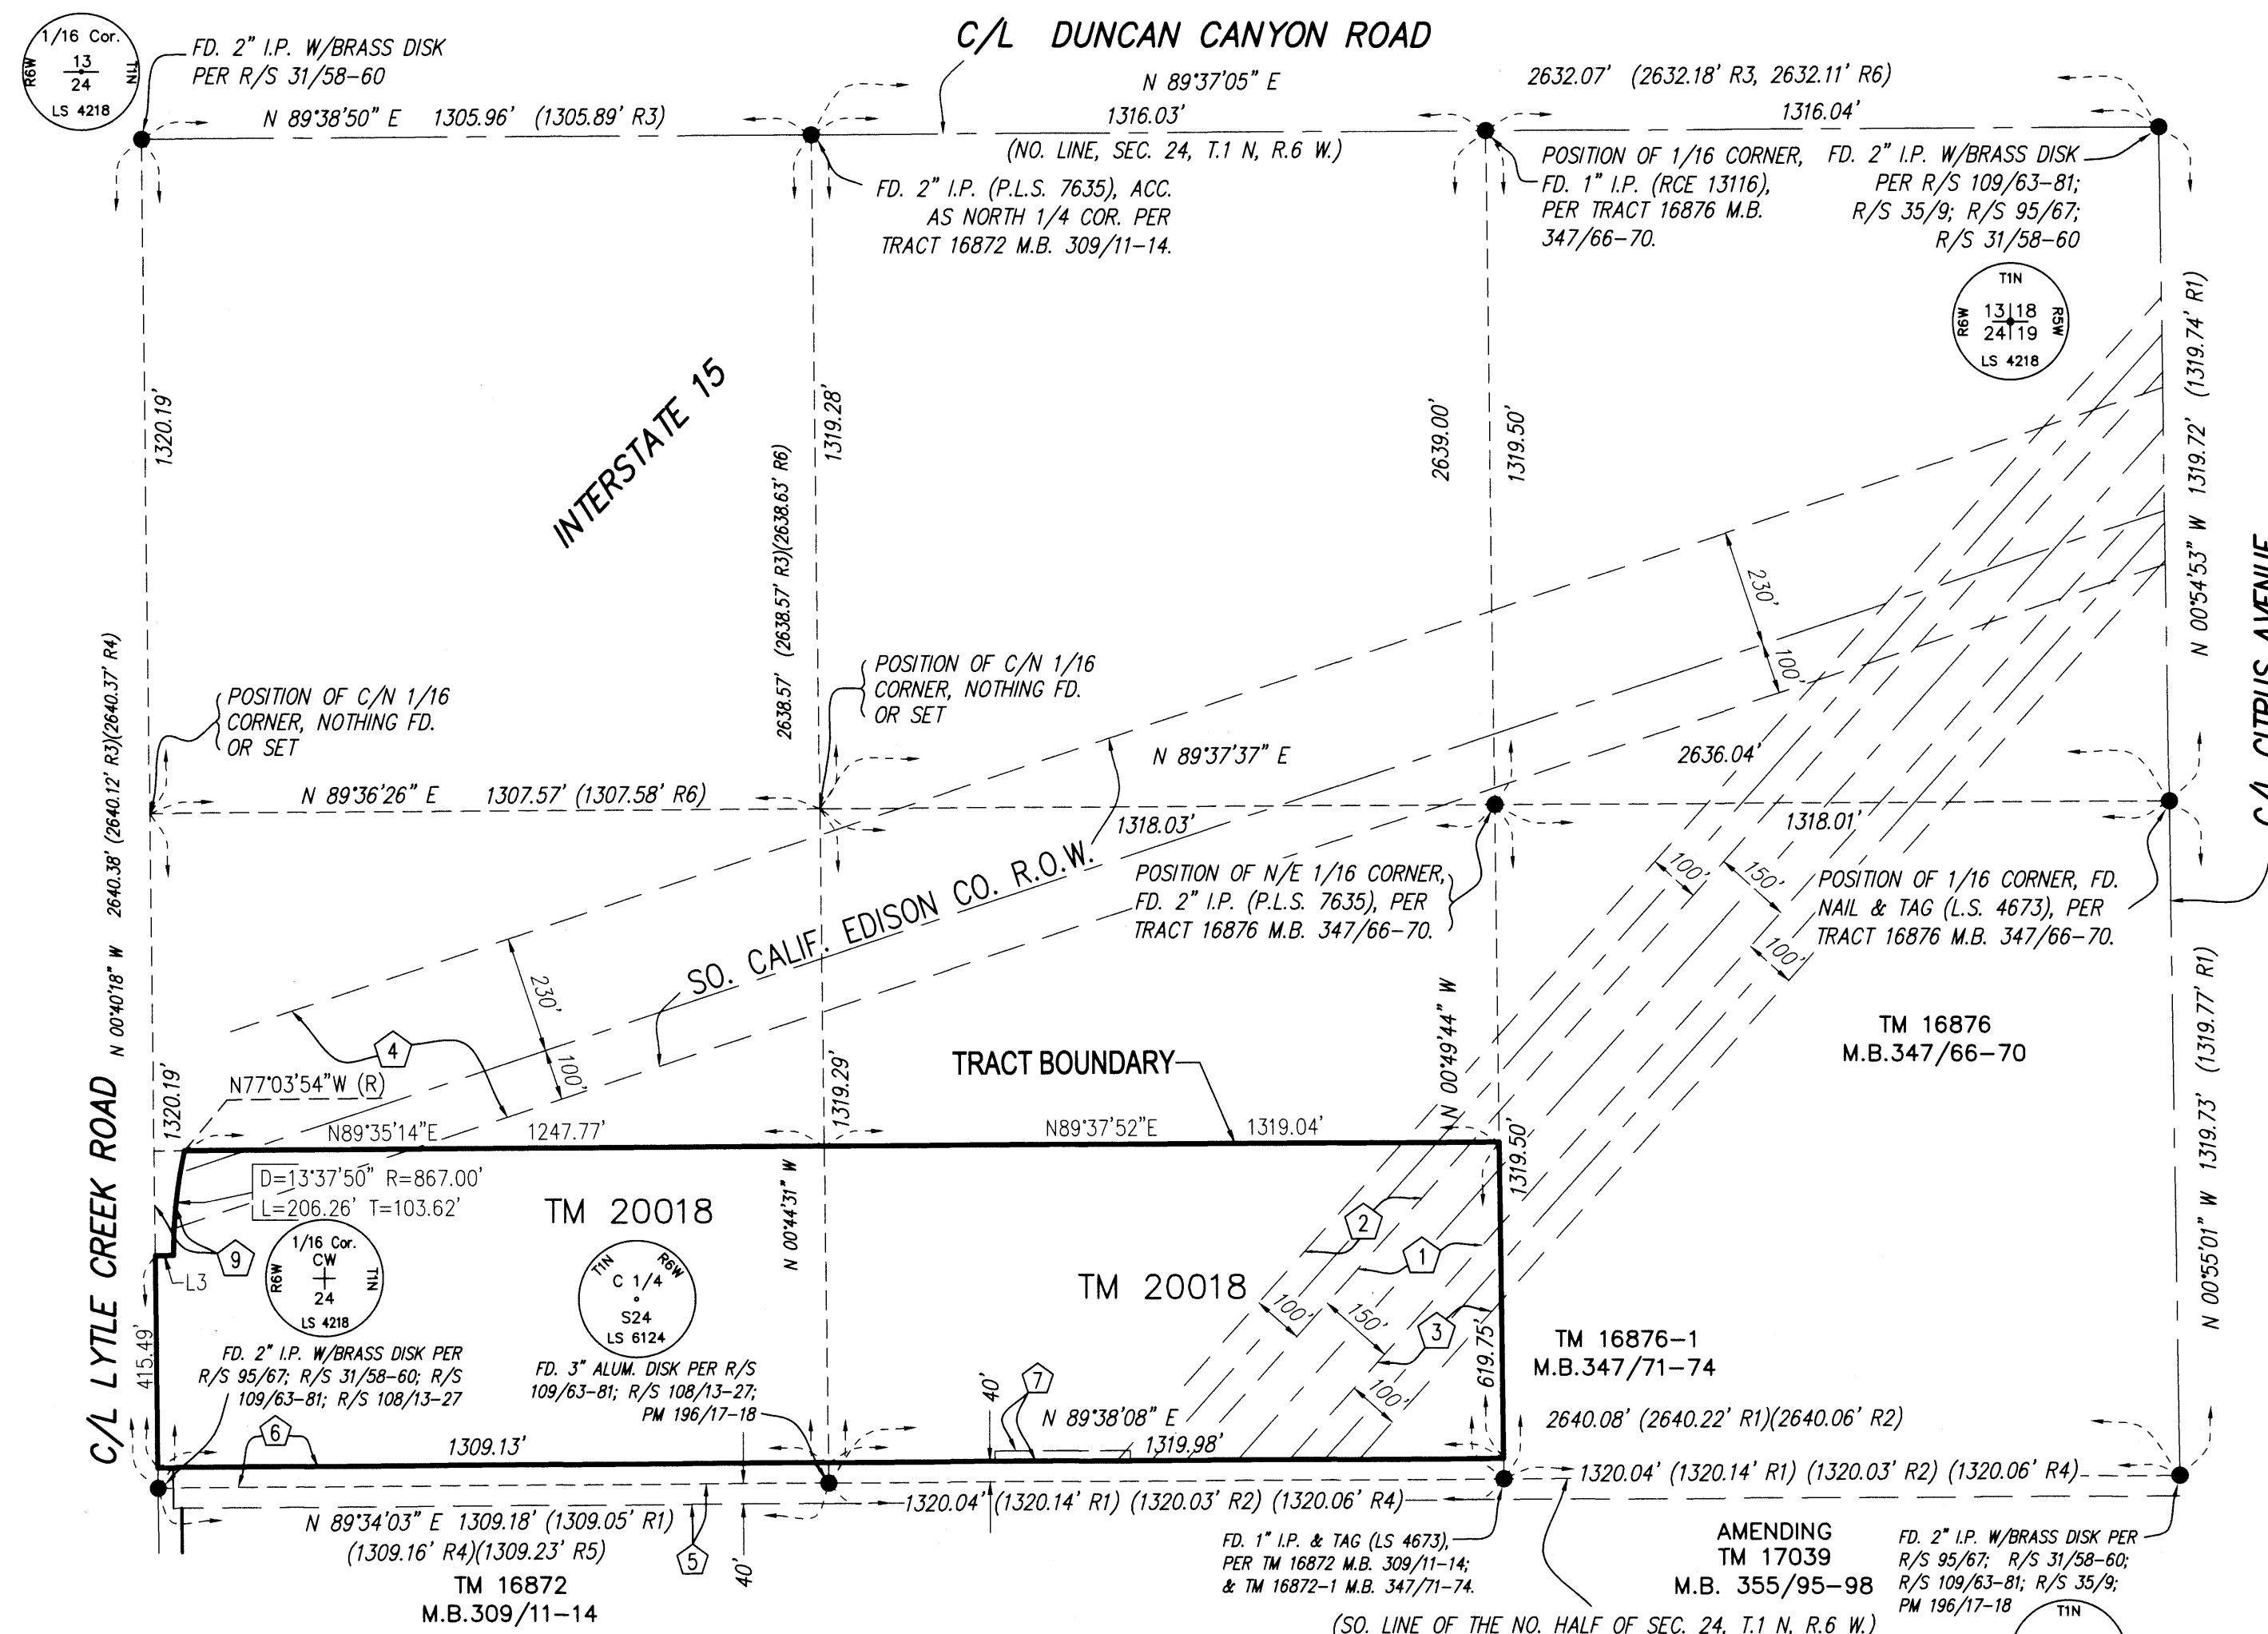 1/16 Cor.
R6W 13 T1N
24
LS 4218
FD. 2" I.P. W/BRASS DISK
PER R/S 31/58-60
C/L DUNCAN CANYON ROAD
N 89°38'50" E 1305.96' (1305.89' R3)
N 89°37'05" E
1316.03'
(NO. LINE, SEC. 24, T.1 N, R.6 W.)
2632.07' (2632.18' R3, 2632.11' R6)
1316.04'
FD. 2" I.P. (P.L.S. 7635), ACC.
AS NORTH 1/4 COR. PER
TRACT 16872 M.B. 309/11-14.
POSITION OF 1/16 CORNER,
FD. 1" I.P. (RCE 13116),
PER TRACT 16876 M.B.
347/66-70.
FD. 2" I.P. W/BRASS DISK
PER R/S 109/63-81;
R/S 35/9; R/S 95/67;
R/S 31/58-60
T1N
R6W 13|18 R5W
24|19
LS 4218
1320.19'
INTERSTATE 15
1319.28'
2638.57' (2638.57' R3)(2638.63' R6)
2639.00'
1319.50'
N 00°54'53" W 1319.72' (1319.74' R1)
C/L CITRUS AVENUE
230'
100'
N 00°40'18" W 2640.38' (2640.12' R3)(2640.37' R4)
POSITION OF C/N 1/16
CORNER, NOTHING FD.
OR SET
POSITION OF C/N 1/16
CORNER, NOTHING FD.
OR SET
N 89°36'26" E 1307.57' (1307.58' R6)
N 89°37'37" E
2636.04'
1318.03'
1318.01'
SO. CALIF. EDISON CO. R.O.W.
POSITION OF N/E 1/16 CORNER,
FD. 2" I.P. (P.L.S. 7635), PER
TRACT 16876 M.B. 347/66-70.
100'
150'
100'
POSITION OF 1/16 CORNER, FD.
NAIL & TAG (L.S. 4673), PER
TRACT 16876 M.B. 347/66-70.
230'
100'
4
TM 16876
M.B.347/66-70
N 00°55'01" W 1319.73' (1319.77' R1)
C/L LYTLE CREEK ROAD
1320.19'
N77°03'54"W (R)
N89°35'14"E 1247.77'
1319.29'
TRACT BOUNDARY
N89°37'52"E 1319.04'
N 00°49'44" W
1319.50'
D=13°37'50" R=867.00'
L=206.26' T=103.62'
TM 20018
N 00°44'31" W
TM 20018
2
1
3
100'
150'
100'
9
L3
1/16 Cor.
CW
R6W T1N
24
LS 4218
T1N R6W
C 1/4
S24
LS 6124
415.49'
FD. 2" I.P. W/BRASS DISK PER
R/S 95/67; R/S 31/58-60; R/S
109/63-81; R/S 108/13-27
FD. 3" ALUM. DISK PER R/S
109/63-81; R/S 108/13-27;
PM 196/17-18
619.75'
TM 16876-1
M.B.347/71-74
6
1309.13'
40'
7
N 89°38'08" E
1319.98'
2640.08' (2640.22' R1)(2640.06' R2)
1320.04' (1320.14' R1) (1320.03' R2) (1320.06' R4)
1320.04' (1320.14' R1) (1320.03' R2) (1320.06' R4)
N 89°34'03" E 1309.18' (1309.05' R1)
(1309.16' R4)(1309.23' R5)
5
40'
TM 16872
M.B.309/11-14
FD. 1" I.P. & TAG (LS 4673),
PER TM 16872 M.B. 309/11-14;
& TM 16872-1 M.B. 347/71-74.
AMENDING
TM 17039
M.B. 355/95-98
FD. 2" I.P. W/BRASS DISK PER
R/S 95/67; R/S 31/58-60;
R/S 109/63-81; R/S 35/9;
PM 196/17-18
T1N
(SO. LINE OF THE NO. HALF OF SEC. 24, T.1 N, R.6 W.)